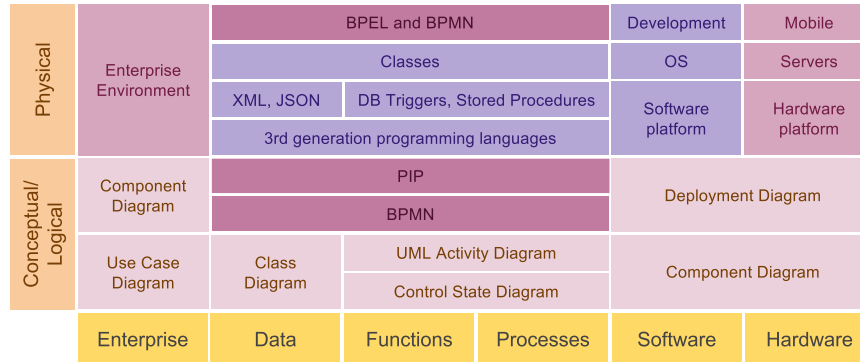 Physical
Enterprise
Environment
BPEL and BPMN
Development
Mobile
Classes
OS
Servers
XML, JSON
DB Triggers, Stored Procedures
Software
platform
Hardware
platform
3rd generation programming languages
Conceptual/
Logical
Component
Diagram
PIP
Deployment Diagram
BPMN
Use Case
Diagram
Class
Diagram
UML Activity Diagram
Component Diagram
Control State Diagram
Enterprise
Data
Functions
Processes
Software
Hardware